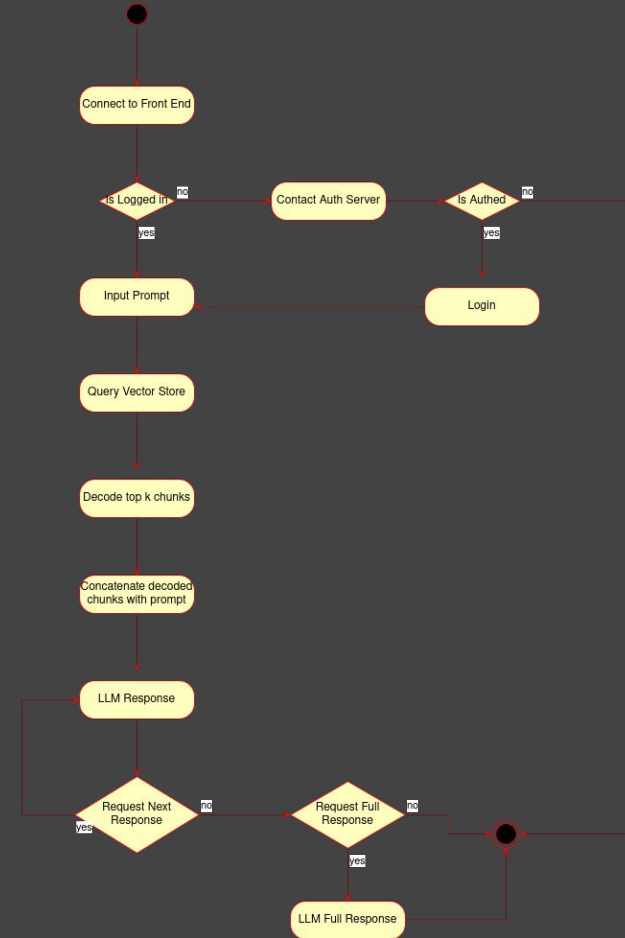 Connect to Front End
Is Logged in
no
Contact Auth Server
Is Authed
no
yes
yes
Input Prompt
Login
Query Vector Store
Decode top k chunks
Concatenate decoded
chunks with prompt
LLM Response
Request Next
Response
no
Request Full
Response
no
yes
yes
LLM Full Response